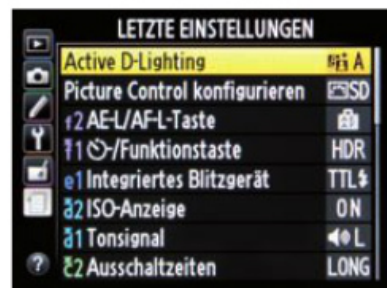 LETZTE EINSTELLUNGEN
Active D-Lighting A
Picture Control konfigurieren SD
f2 AE-L/AF-L-Taste
f1 /Funktionstaste HDR
e1 Integriertes Blitzgerät TTL
d2 ISO-Anzeige ON
d1 Tonsignal L
c2 Ausschaltzeiten LONG
?